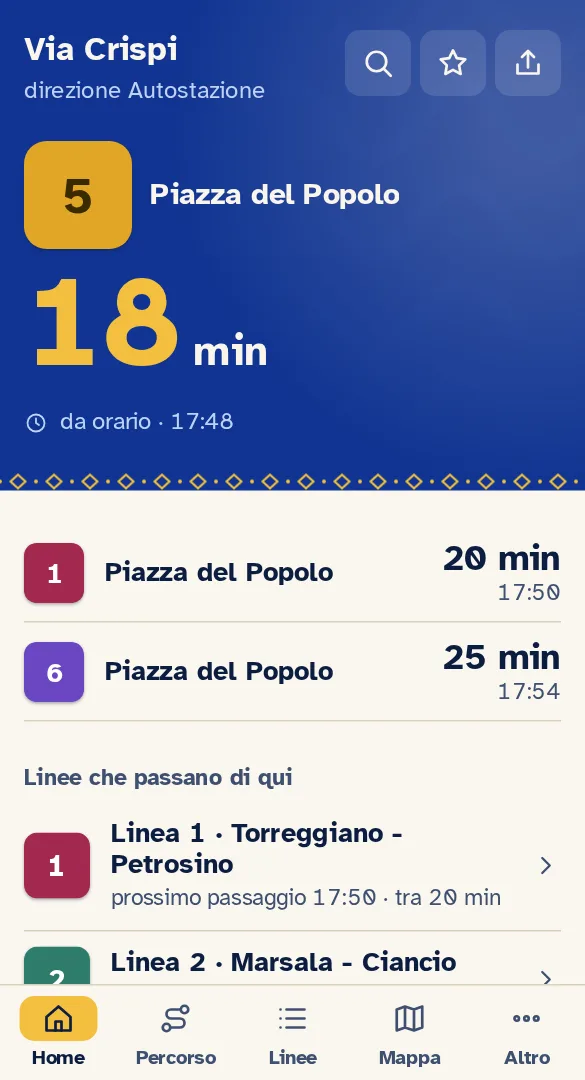 Via Crispi
direzione Autostazione
5
Piazza del Popolo
18 min
da orario · 17:48
1
Piazza del Popolo
20 min
17:50
6
Piazza del Popolo
25 min
17:54
Linee che passano di qui
1
Linea 1 · Torreggiano -
Petrosino
prossimo passaggio 17:50 · tra 20 min
2
Linea 2 · Marsala - Ciancio
Home
Percorso
Linee
Mappa
Altro